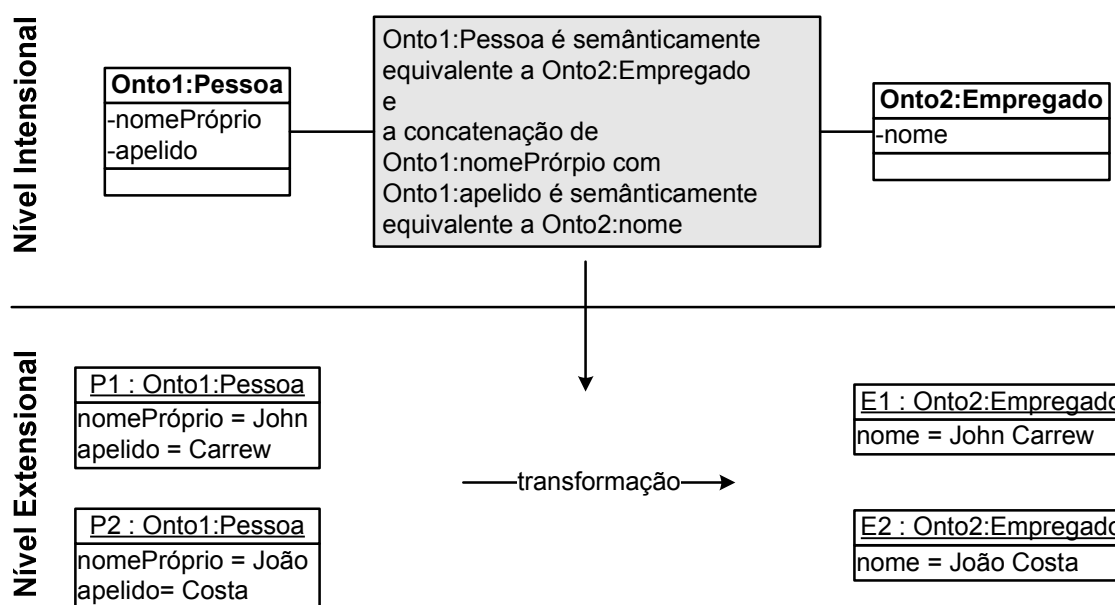 Nível Intensional
Onto1:Pessoa
-nomePróprio
-apelido
Onto1:Pessoa é semânticamente
equivalente a Onto2:Empregado
e
a concatenação de
Onto1:nomePrórpio com
Onto1:apelido é semânticamente
equivalente a Onto2:nome
Onto2:Empregado
-nome
Nível Extensional
P1 : Onto1:Pessoa
nomePróprio = John
apelido = Carrew
P2 : Onto1:Pessoa
nomePróprio = João
apelido= Costa
transformação
E1 : Onto2:Empregado
nome = John Carrew
E2 : Onto2:Empregado
nome = João Costa